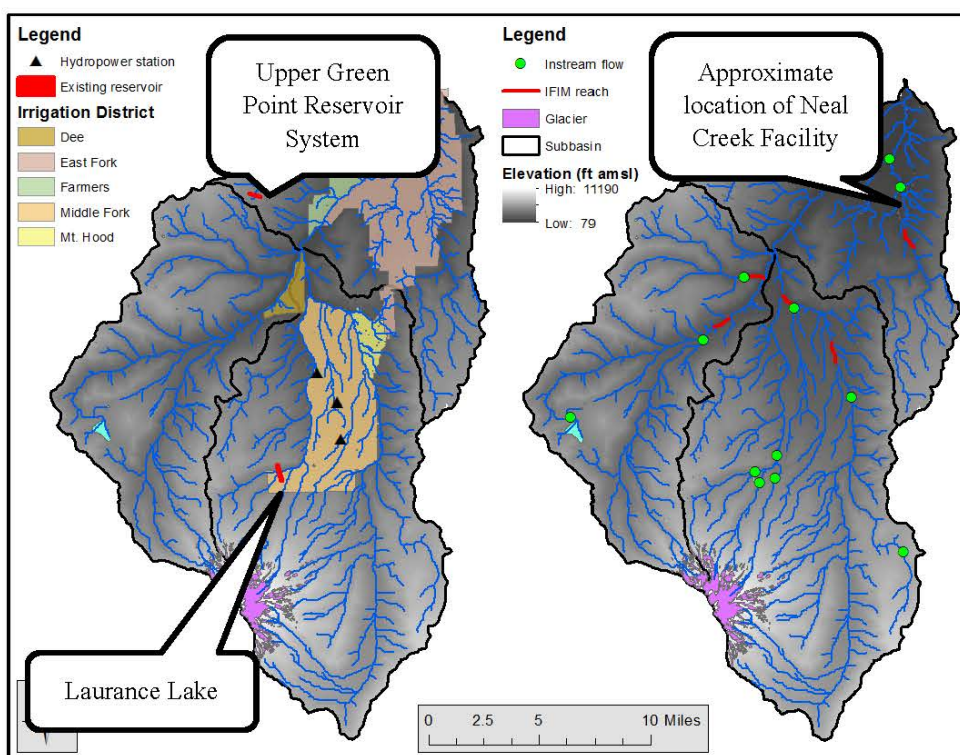 Legend
Hydropower station
Existing reservoir
Irrigation District
Dee
East Fork
Farmers
Middle Fork
Mt. Hood
Upper Green
Point Reservoir
System
Laurance Lake
Legend
Instream flow
IFIM reach
Glacier
Subbasin
Elevation (ft amsl)
High: 11190
Low: 79
Approximate
location of Neal
Creek Facility
0 2.5 5 10 Miles